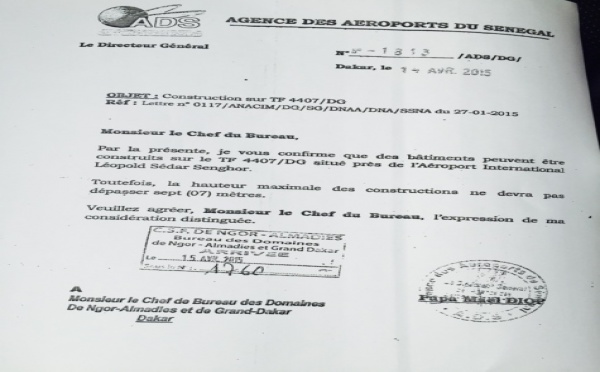 ADS
AGENCE DES AEROPORTS DU SENEGAL
Le Directeur Général
N° 1313 /ADS/DG/
Dakar, le 14 AVR. 2015
OBJET : Construction sur TF 4407/DG
Réf : Lettre n° 0117/ANACIM/DG/SG/DNAA/DNA/SSNA du 27-01-2015
Monsieur le Chef du Bureau,
Par la présente, je vous confirme que des bâtiments peuvent être
construits sur le TF 4407/DG situé près de l'Aéroport International
Léopold Sédar Senghor.
Toutefois, la hauteur maximale des constructions ne devra pas
dépasser sept (07) mètres.
Veuillez agréer, Monsieur le Chef du Bureau, l'expression de ma
considération distinguée.
C.S.F. DE NGOR - ALMADIES
Bureau des Domaines
de Ngor - Almadies et Grand Dakar
ARRIVEE
Le 15 AVR. 2015
N° 1760
A
Monsieur le Chef de Bureau des Domaines
De Ngor-Almadies et de Grand-Dakar
Dakar
Papa Maël DIOP